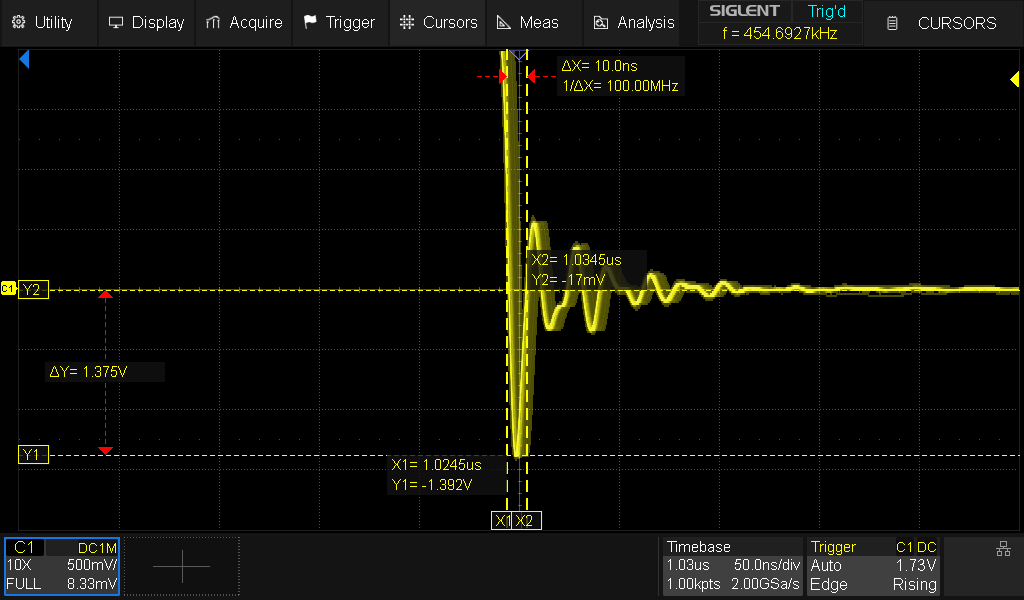 Utility Display Acquire Trigger Cursors Meas Analysis SIGLENT Trig'd CURSORS
f = 454.6927kHz
ΔX= 10.0ns
1/ΔX= 100.00MHz
X2= 1.0345us
Y2= -17mV
C1 Y2
ΔY= 1.375V
Y1
X1= 1.0245us
Y1= -1.392V
X1 X2
C1 DC1M
10X 500mV/
FULL 8.33mV
Timebase
1.03us 50.0ns/div
1.00kpts 2.00GSa/s
Trigger C1 DC
Auto 1.73V
Edge Rising